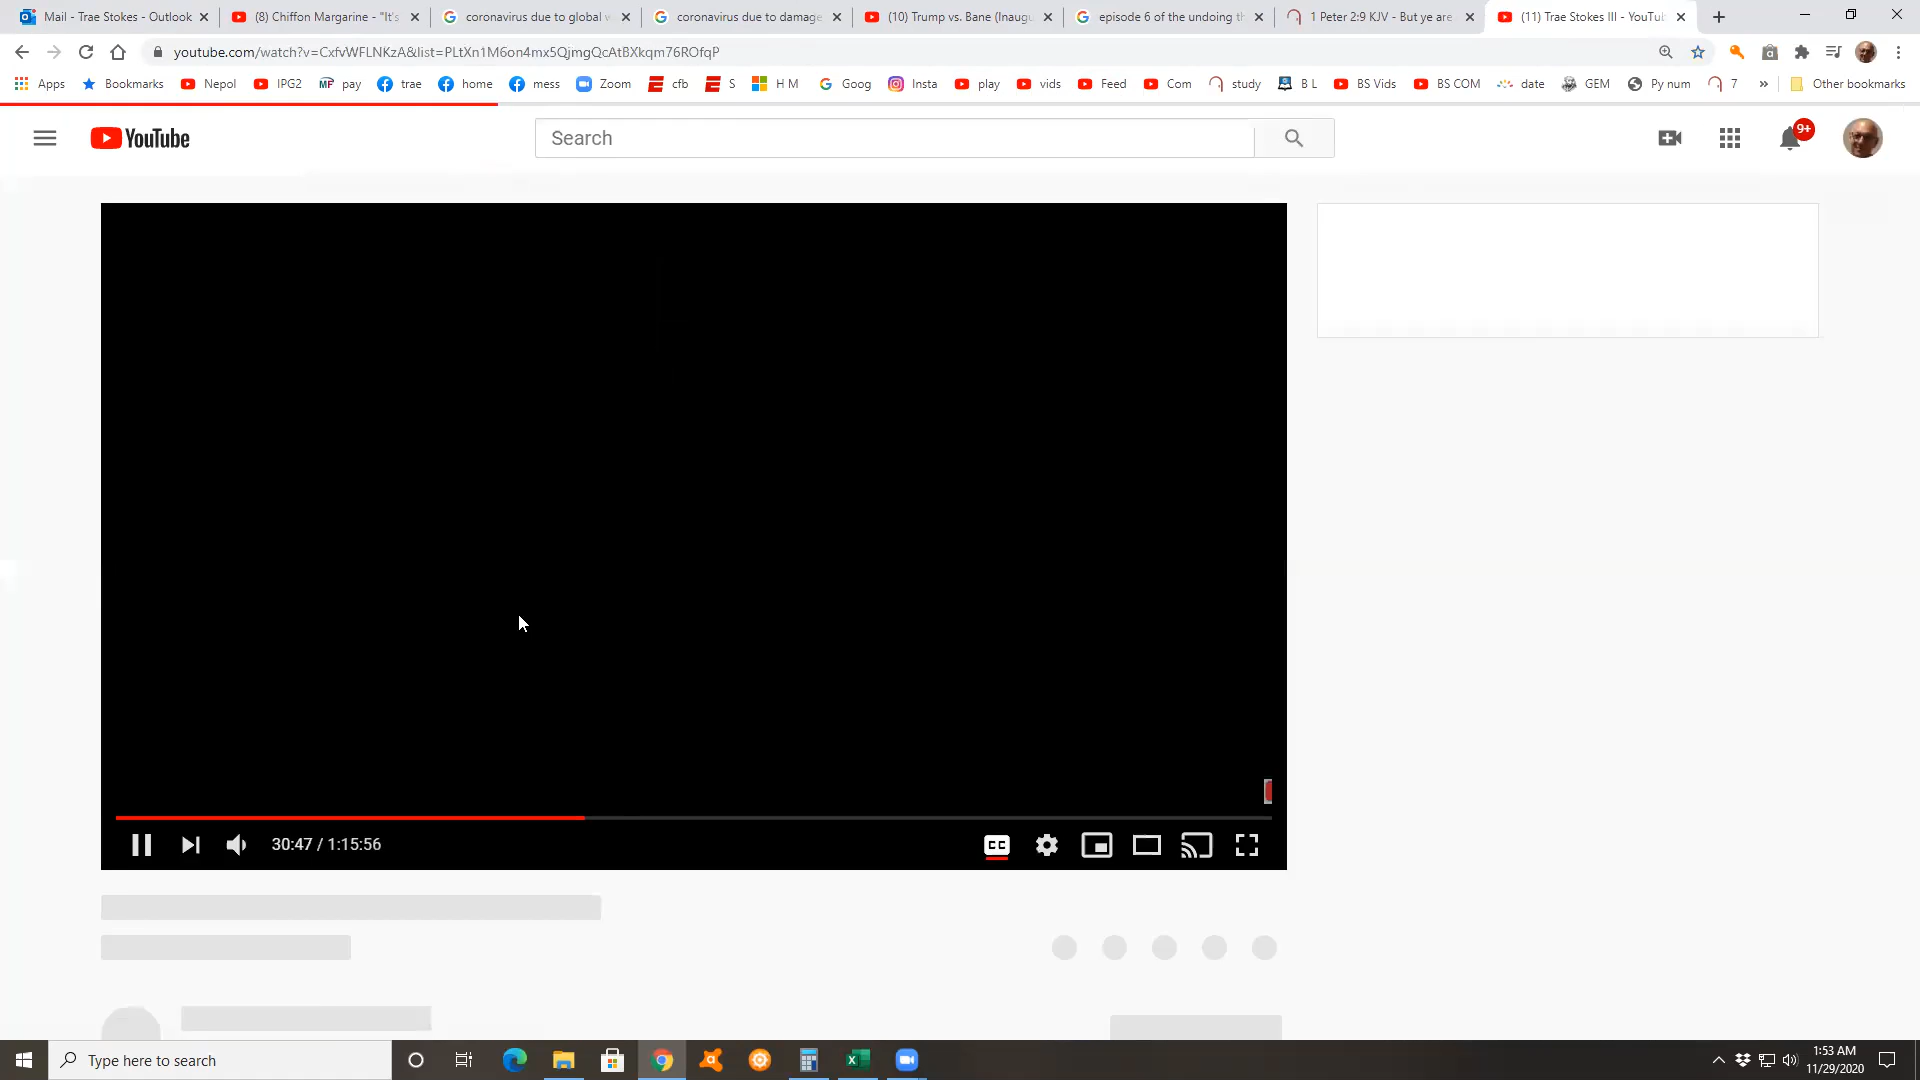 Mail - Trae Stokes - Outlook
(8) Chiffon Margarine - "It's
coronavirus due to global w
coronavirus due to damage
(10) Trump vs. Bane (Inaugu
episode 6 of the undoing th
1 Peter 2:9 KJV - But ye are
(11) Trae Stokes III - YouTub
youtube.com/watch?v=CxfvWFLNKzA&list=PLtXn1M6on4mx5QjmgQcAtBXkqm76ROfqP
Apps Bookmarks Nepol IPG2 MF pay trae home mess Zoom cfb S H M Goog Insta play vids Feed Com study B L BS Vids BS COM date GEM Py num 7 » Other bookmarks
YouTube
Search
9+
30:47 / 1:15:56
CC
Type here to search
1:53 AM
11/29/2020